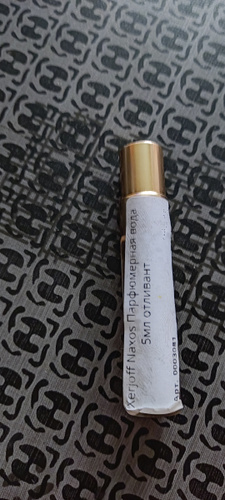 Xerjoff Naxos Парфюмерная вода
5мл отливант
Арт. 0003081